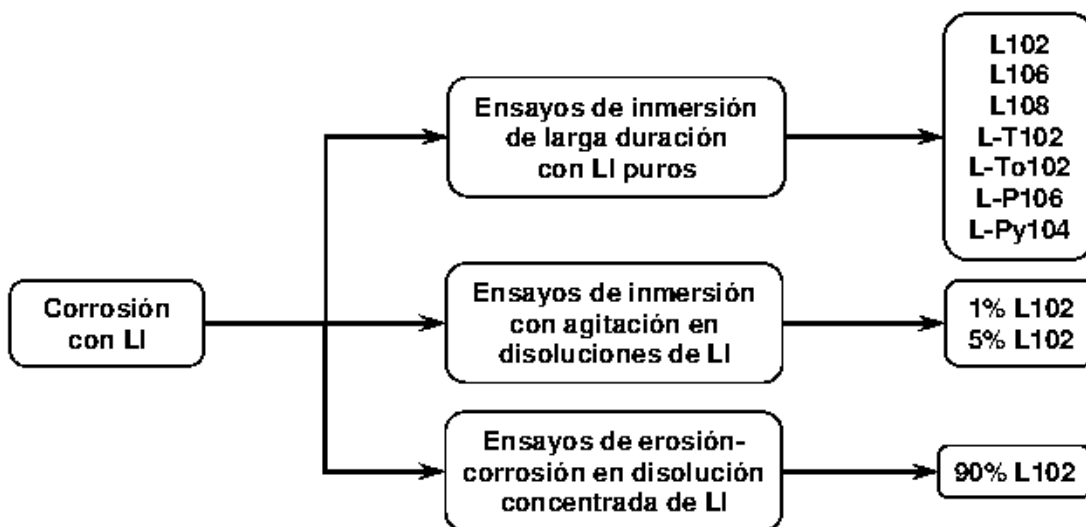 Corrosión
con LI
Ensayos de inmersión
de larga duración
con LI puros
L102
L106
L108
L-T102
L-To102
L-P106
L-Py104
Ensayos de inmersión
con agitación en
disoluciones de LI
1% L102
5% L102
Ensayos de erosión-
corrosión en disolución
concentrada de LI
90% L102